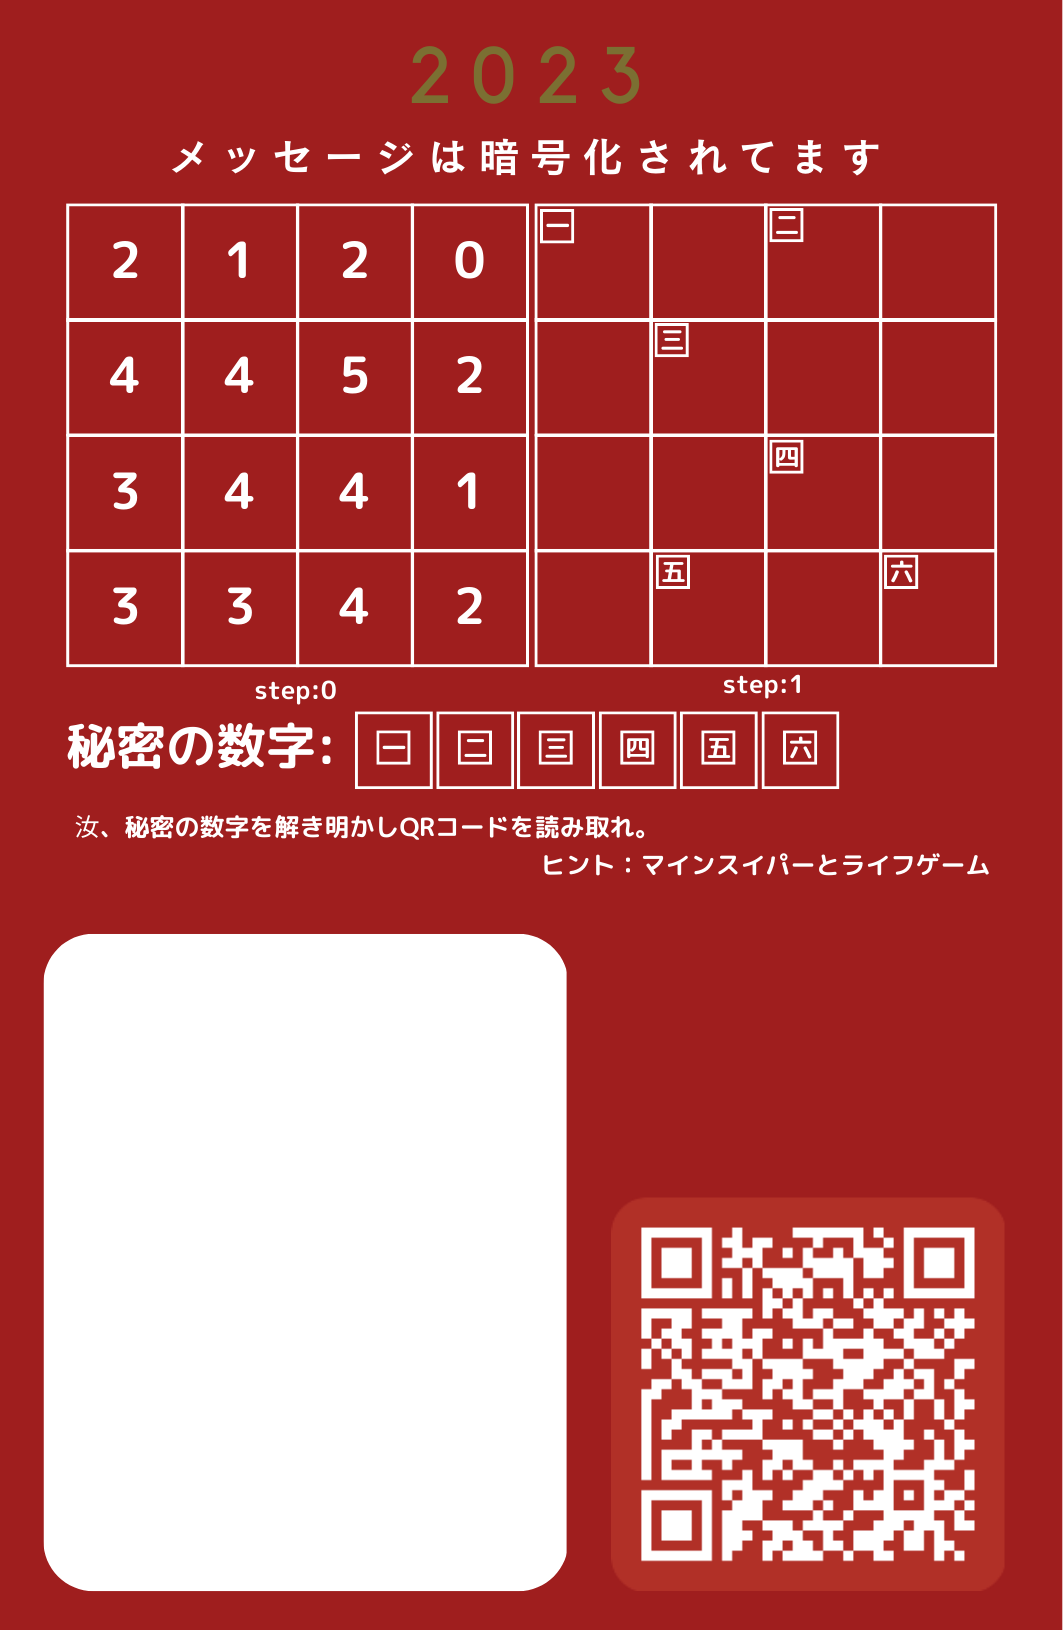 2023
メッセージは暗号化されてます
2 1 2 0 一 二
4 4 5 2 三
3 4 4 1 四
3 3 4 2 五 六
step:0 step:1
秘密の数字: 一 二 三 四 五 六
汝、秘密の数字を解き明かしQRコードを読み取れ。
ヒント：マインスイパーとライフゲーム